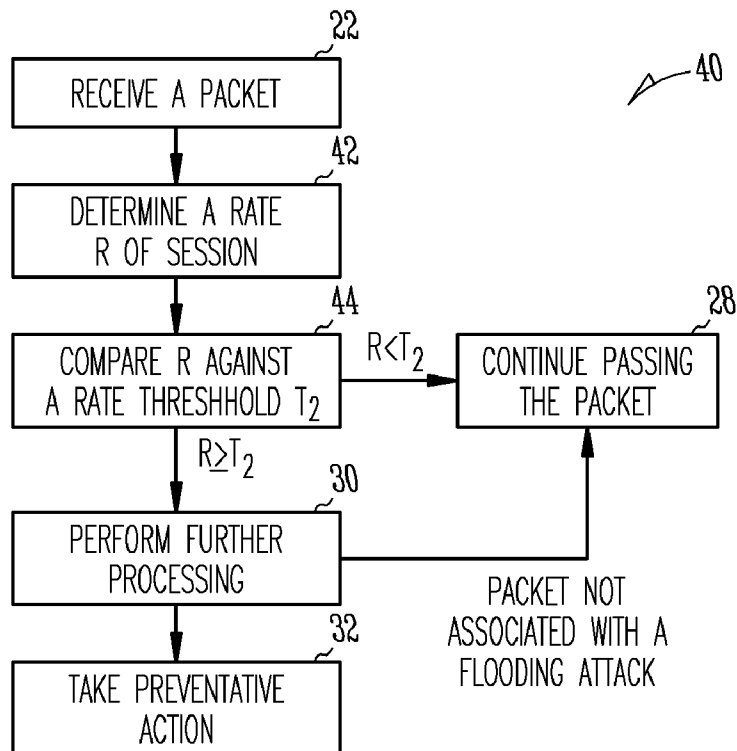 22
RECEIVE A PACKET
40
42
DETERMINE A RATE
R OF SESSION
44
COMPARE R AGAINST
A RATE THRESHHOLD T₂
R<T₂
28
CONTINUE PASSING
THE PACKET
R≥T₂
30
PERFORM FURTHER
PROCESSING
PACKET NOT
ASSOCIATED WITH A
FLOODING ATTACK
32
TAKE PREVENTATIVE
ACTION